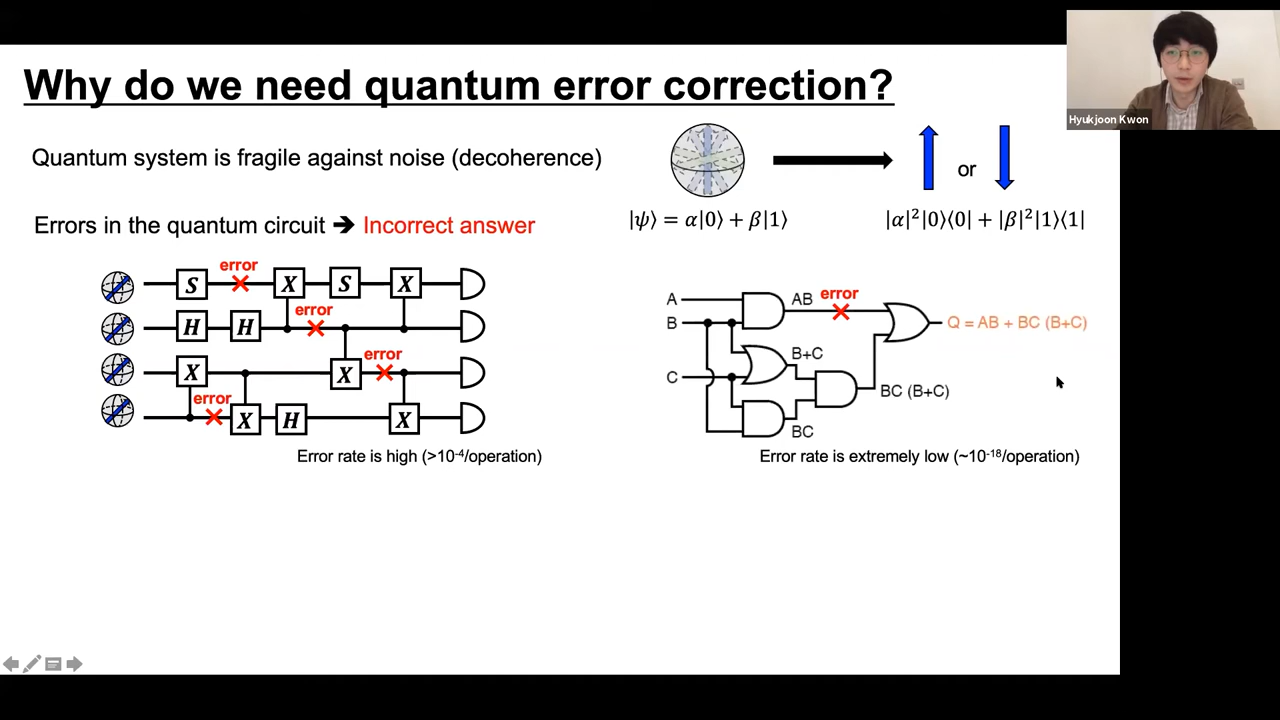 Why do we need quantum error correction?
Hyukjoon Kwon
Quantum system is fragile against noise (decoherence)
or
|ψ⟩ = α|0⟩ + β|1⟩
|α|²|0⟩⟨0| + |β|²|1⟩⟨1|
Errors in the quantum circuit ➔ Incorrect answer
error
S X S X
error
H H
error
X X
error
X H X
Error rate is high (>10⁻⁴/operation)
A AB error
B Q = AB + BC (B+C)
B+C
C
BC (B+C)
BC
Error rate is extremely low (~10⁻¹⁸/operation)